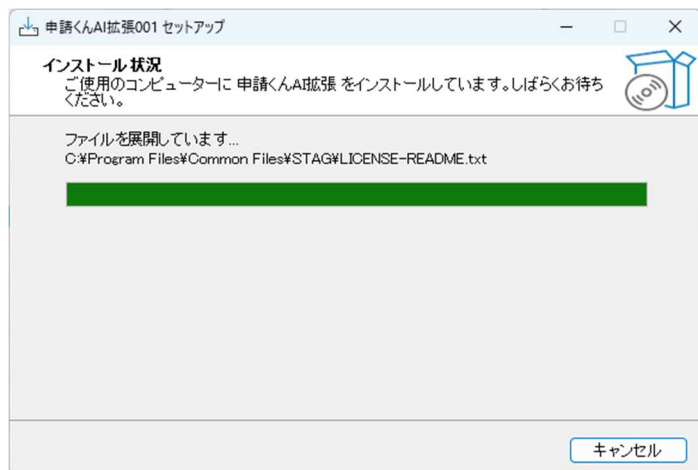 申請くんAI拡張001 セットアップ
インストール状況
ご使用のコンピューターに 申請くんAI拡張 をインストールしています。しばらくお待ち
ください。
ファイルを展開しています...
C:¥Program Files¥Common Files¥STAG¥LICENSE-README.txt
キャンセル